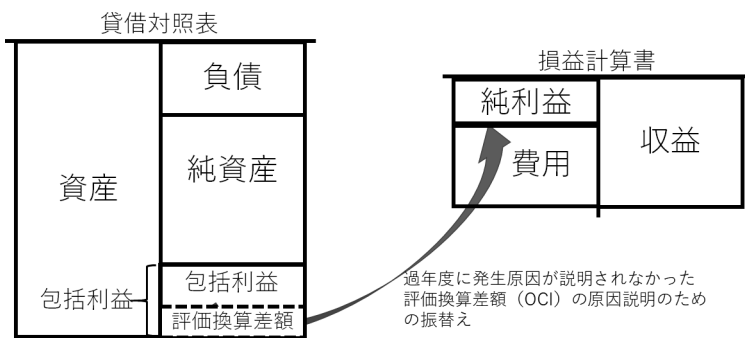 貸借対照表
資産
負債
純資産
包括利益
包括利益
評価換算差額
損益計算書
純利益
費用
収益
過年度に発生原因が説明されなかった
評価換算差額（OCI）の原因説明のため
の振替え